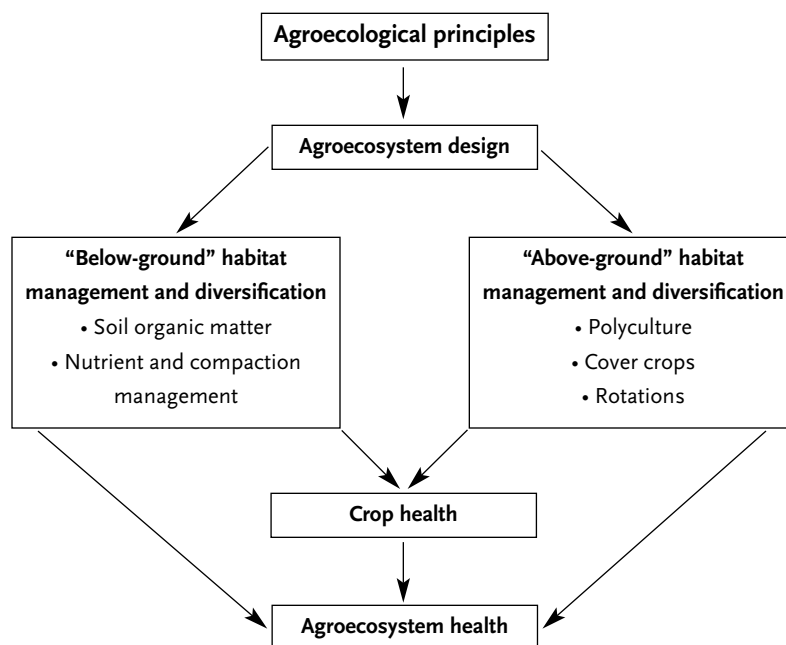 Agroecological principles
Agroecosystem design
“Below-ground” habitat
management and diversification
• Soil organic matter
• Nutrient and compaction
management
“Above-ground” habitat
management and diversification
• Polyculture
• Cover crops
• Rotations
Crop health
Agroecosystem health